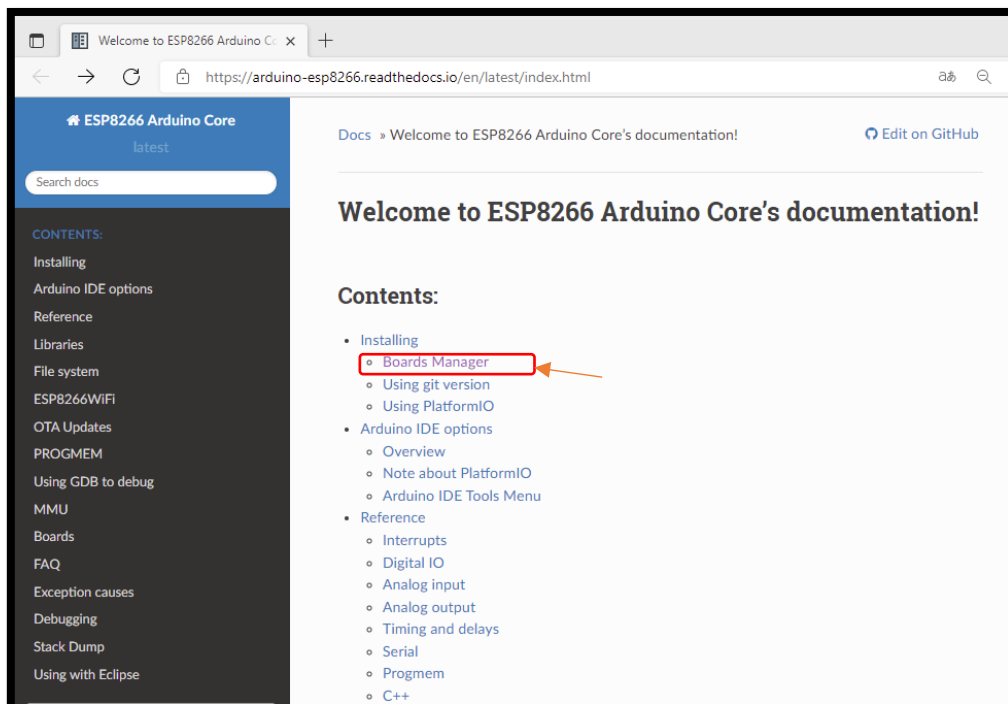 Welcome to ESP8266 Arduino Cc
https://arduino-esp8266.readthedocs.io/en/latest/index.html
ESP8266 Arduino Core
latest
Search docs
CONTENTS:
Installing
Arduino IDE options
Reference
Libraries
File system
ESP8266WiFi
OTA Updates
PROGMEM
Using GDB to debug
MMU
Boards
FAQ
Exception causes
Debugging
Stack Dump
Using with Eclipse
Docs » Welcome to ESP8266 Arduino Core's documentation!
Edit on GitHub
Welcome to ESP8266 Arduino Core's documentation!
Contents:
• Installing
Boards Manager
Using git version
Using PlatformIO
• Arduino IDE options
Overview
Note about PlatformIO
Arduino IDE Tools Menu
• Reference
Interrupts
Digital IO
Analog input
Analog output
Timing and delays
Serial
Progmem
C++